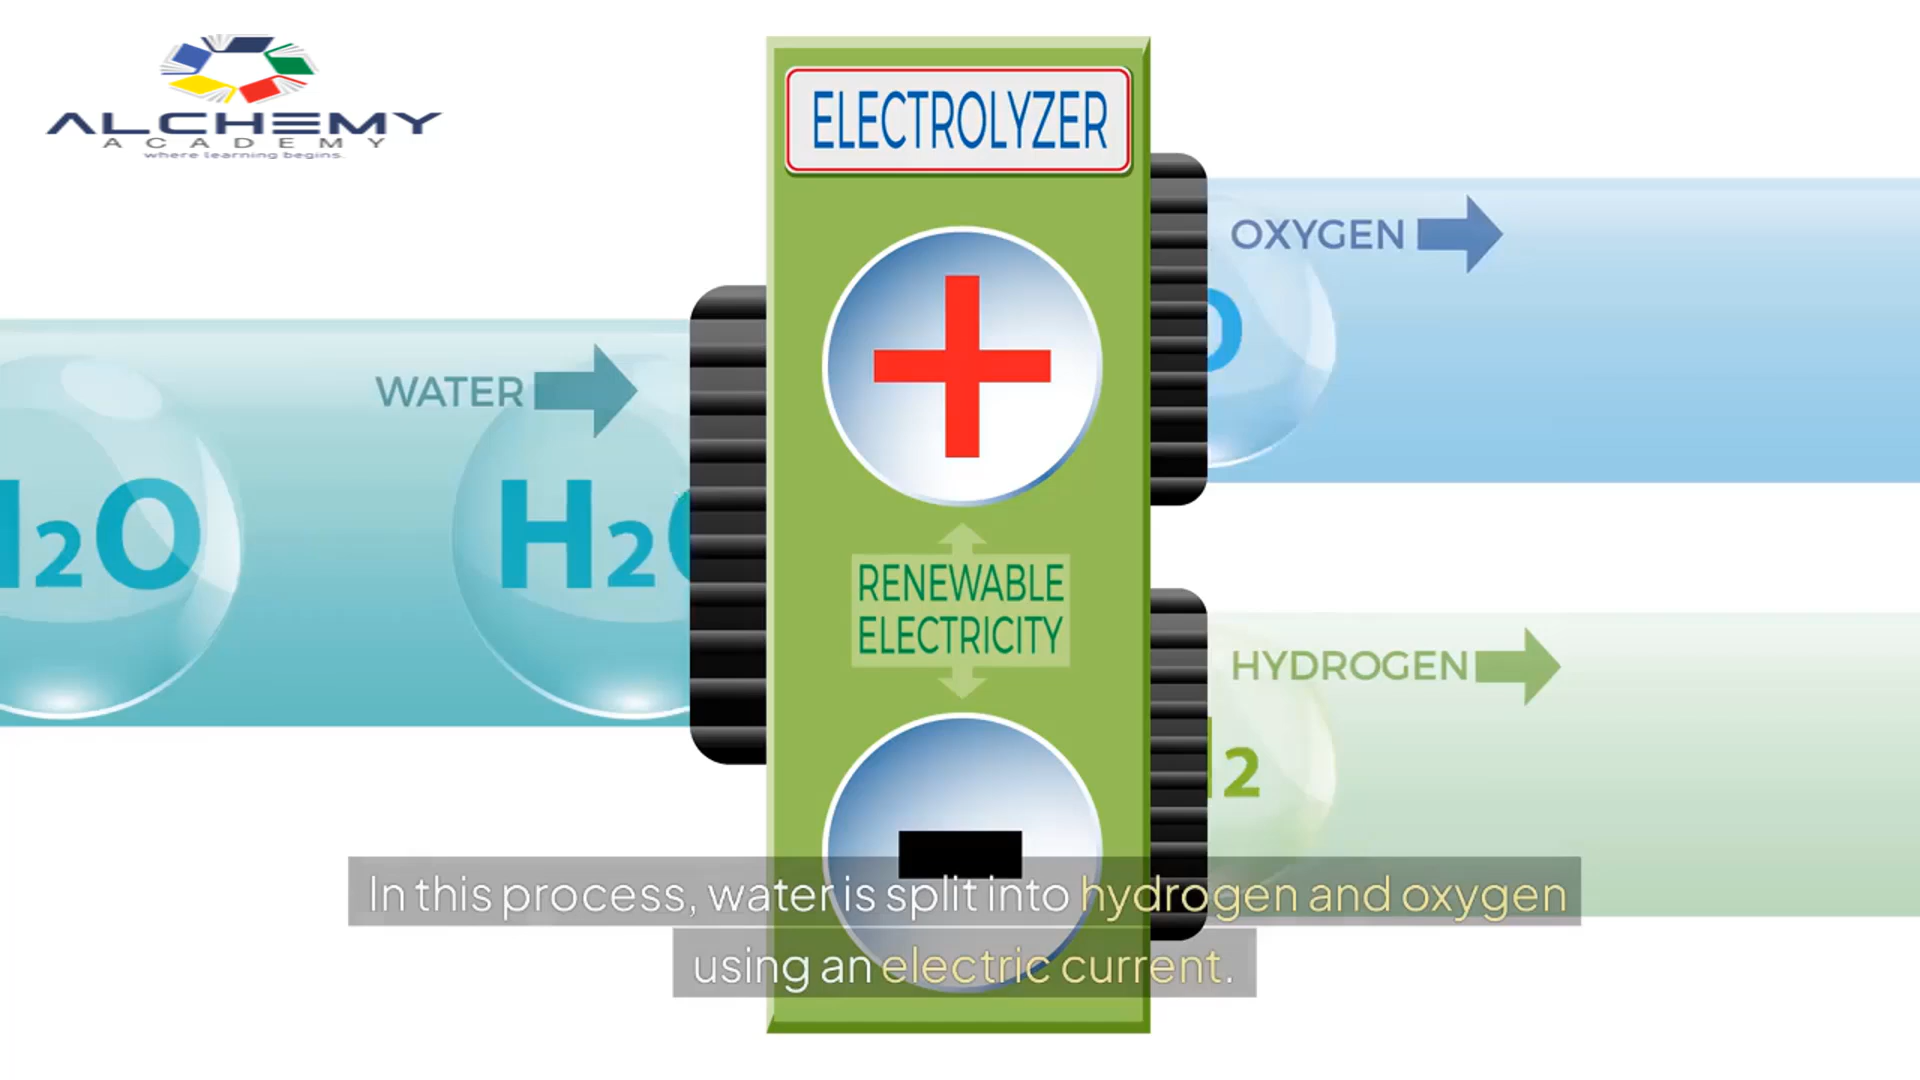 ALCHEMY
ACADEMY
where learning begins.
ELECTROLYZER
OXYGEN
WATER
H2O
RENEWABLE
ELECTRICITY
HYDROGEN
2
In this process, water is split into hydrogen and oxygen
using an electric current.